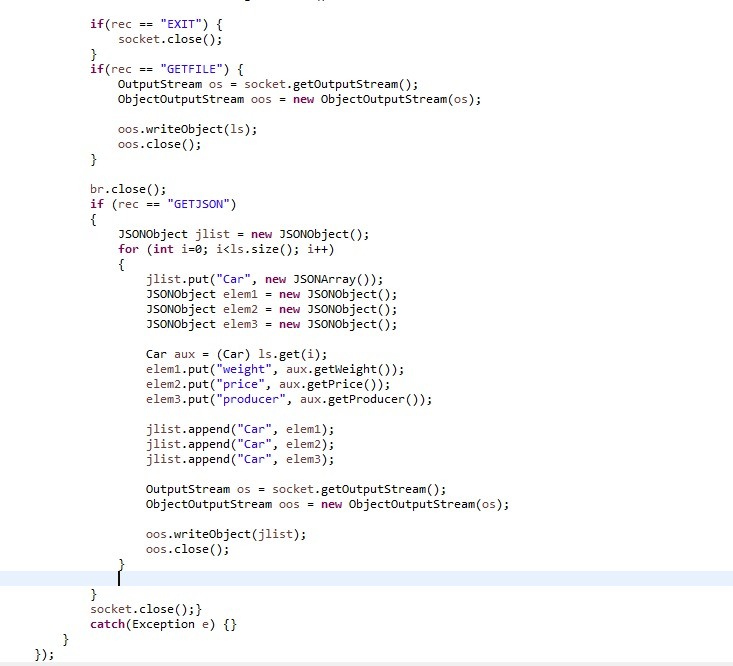 if(rec == "EXIT") {
socket.close();
}
if(rec == "GETFILE") {
OutputStream os = socket.getOutputStream();
ObjectOutputStream oos = new ObjectOutputStream(os);
oos.writeObject(ls);
oos.close();
}
br.close();
if (rec == "GETJSON")
{
JSONObject jlist = new JSONObject();
for (int i=0; i<ls.size(); i++)
{
jlist.put("Car", new JSONArray());
JSONObject elem1 = new JSONObject();
JSONObject elem2 = new JSONObject();
JSONObject elem3 = new JSONObject();
Car aux = (Car) ls.get(i);
elem1.put("weight", aux.getWeight());
elem2.put("price", aux.getPrice());
elem3.put("producer", aux.getProducer());
jlist.append("Car", elem1);
jlist.append("Car", elem2);
jlist.append("Car", elem3);
OutputStream os = socket.getOutputStream();
ObjectOutputStream oos = new ObjectOutputStream(os);
oos.writeObject(jlist);
oos.close();
}
}
socket.close();}
catch(Exception e) {}
}
});